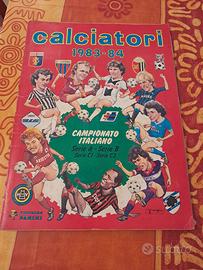 calciatori
1983-84
CAMPIONATO
ITALIANO
Serie A - Serie B
Serie C1 - Serie C2
PANINI
Subito